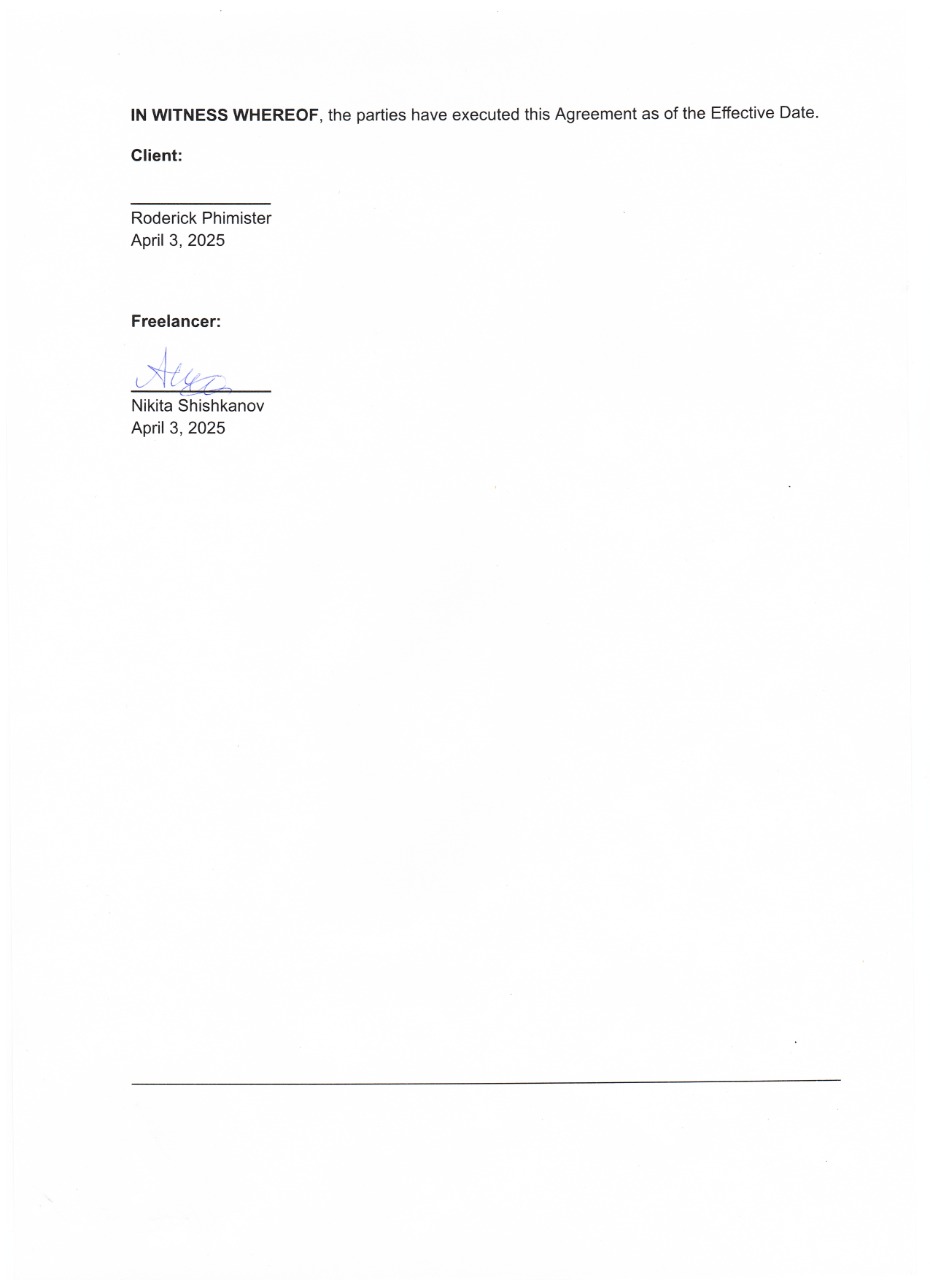 IN WITNESS WHEREOF, the parties have executed this Agreement as of the Effective Date.
Client:
Roderick Phimister
April 3, 2025
Freelancer:
Nikita Shishkanov
April 3, 2025